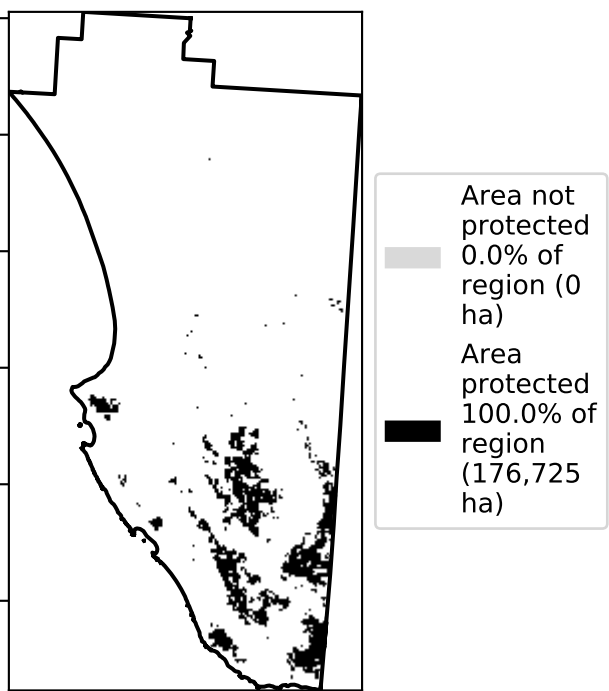 Area not
protected
0.0% of
region (0
ha)
Area
protected
100.0% of
region
(176,725
ha)